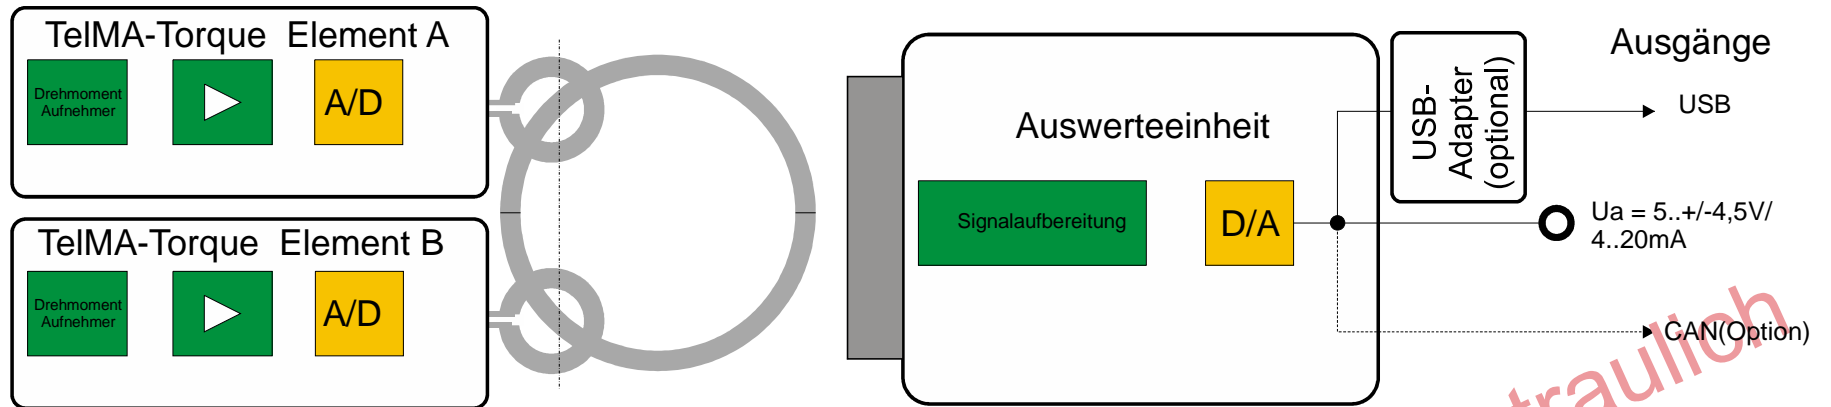 TelMA-Torque Element A
Drehmoment
Aufnehmer
A/D
TelMA-Torque Element B
Drehmoment
Aufnehmer
A/D
Auswerteeinheit
Signalaufbereitung
D/A
USB-
Adapter
(optional)
Ausgänge
USB
Ua = 5..+/-4,5V/
4..20mA
CAN(Option)
traulich